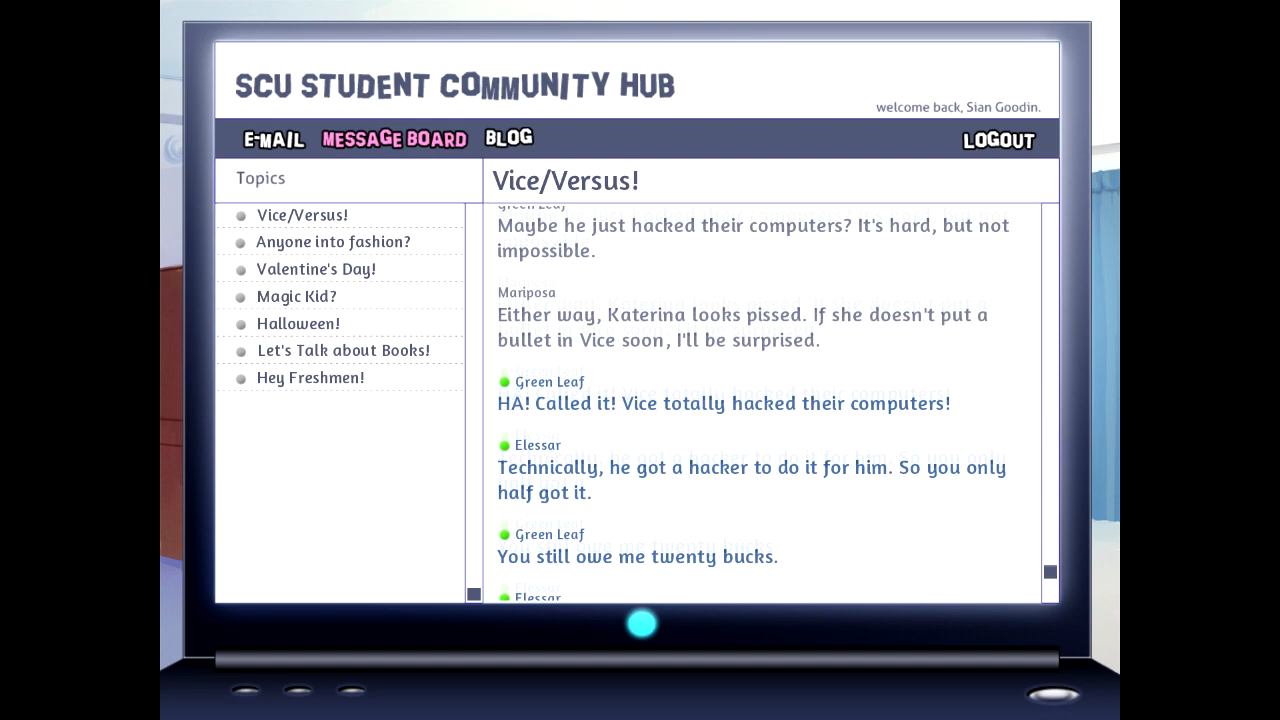 SCU STUDENT COMMUNITY HUB
welcome back, Sian Goodin.
E-MAIL MESSAGE BOARD BLOG LOGOUT
Topics
Vice/Versus!
Anyone into fashion?
Valentine's Day!
Magic Kid?
Halloween!
Let's Talk about Books!
Hey Freshmen!
Vice/Versus!
Green Leaf
Maybe he just hacked their computers? It's hard, but not
impossible.
Mariposa
Either way, Katerina looks pissed. If she doesn't put a
bullet in Vice soon, I'll be surprised.
Green Leaf
HA! Called it! Vice totally hacked their computers!
Elessar
Technically, he got a hacker to do it for him. So you only
half got it.
Green Leaf
You still owe me twenty bucks.
Elessar